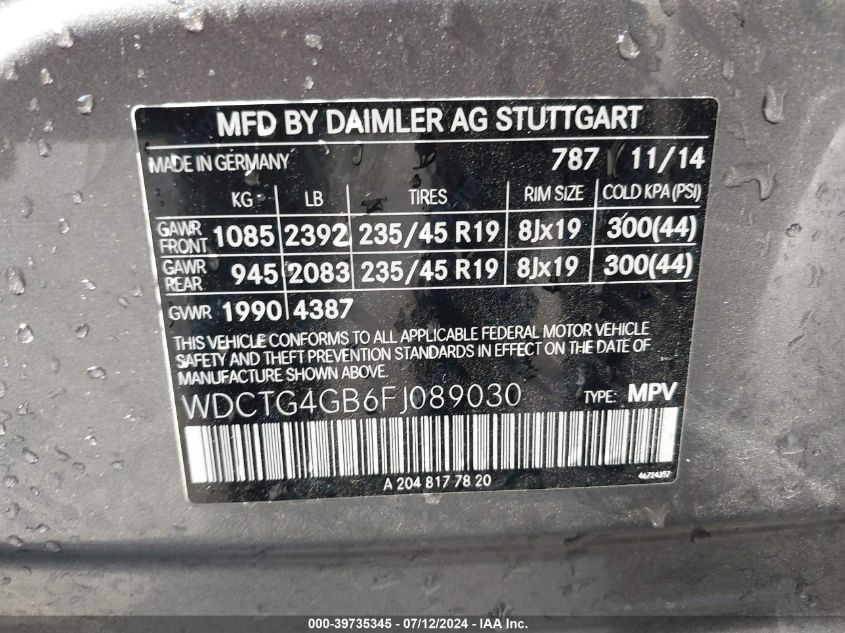 MFD BY DAIMLER AG STUTTGART
MADE IN GERMANY 787 11/14
KG LB TIRES RIM SIZE COLD KPA (PSI)
GAWR FRONT 1085 2392 235/45 R19 8Jx19 300(44)
GAWR REAR 945 2083 235/45 R19 8Jx19 300(44)
GVWR 1990 4387
THIS VEHICLE CONFORMS TO ALL APPLICABLE FEDERAL MOTOR VEHICLE
SAFETY AND THEFT PREVENTION STANDARDS IN EFFECT ON THE DATE OF
MANUFACTURE SHOWN ABOVE.
WDCTG4GB6FJ089030 TYPE: MPV
A 204 817 78 20
46724357
000-39735345 - 07/12/2024 - IAAI.com